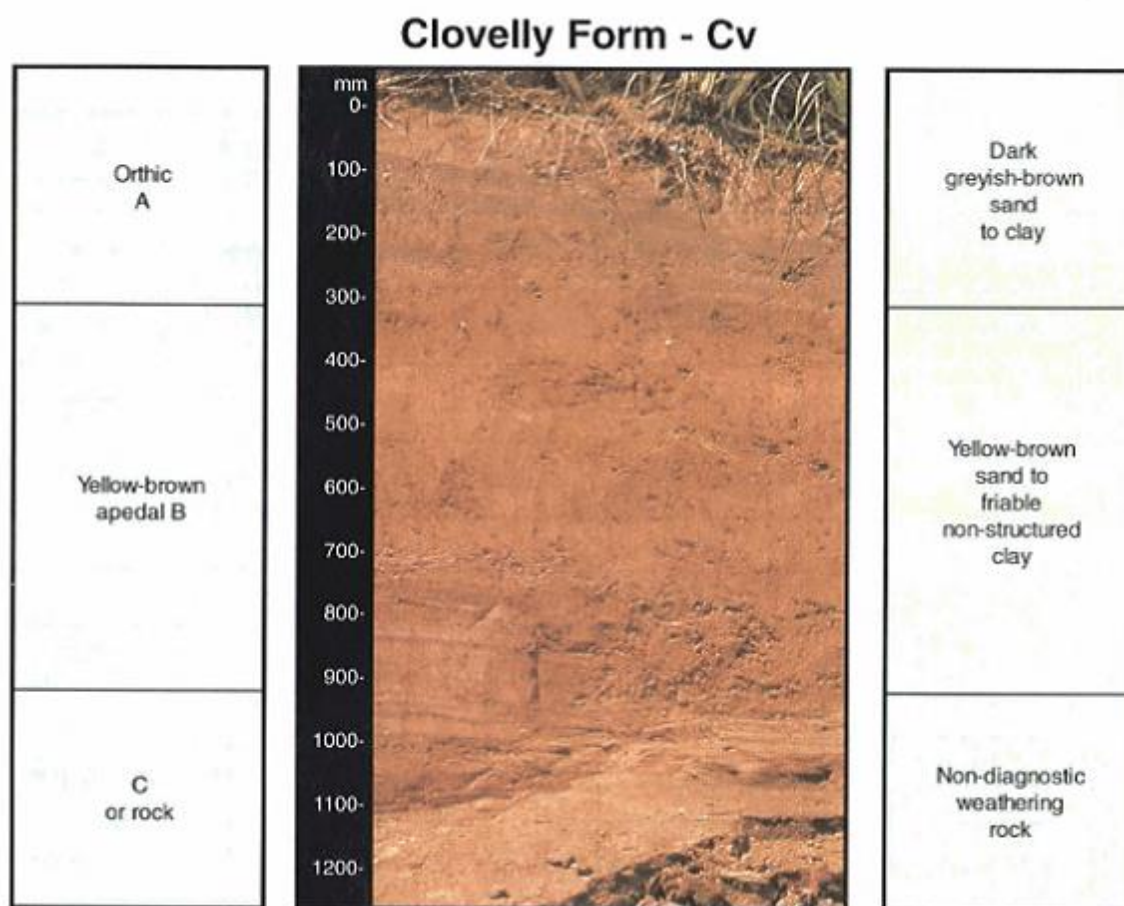 Clovelly Form - Cv
Orthic
A
Yellow-brown
apedal B
C
or rock
mm
0-
100-
200-
300-
400-
500-
600-
700-
800-
900-
1000-
1100-
1200-
Dark
greyish-brown
sand
to clay
Yellow-brown
sand to
friable
non-structured
clay
Non-diagnostic
weathering
rock